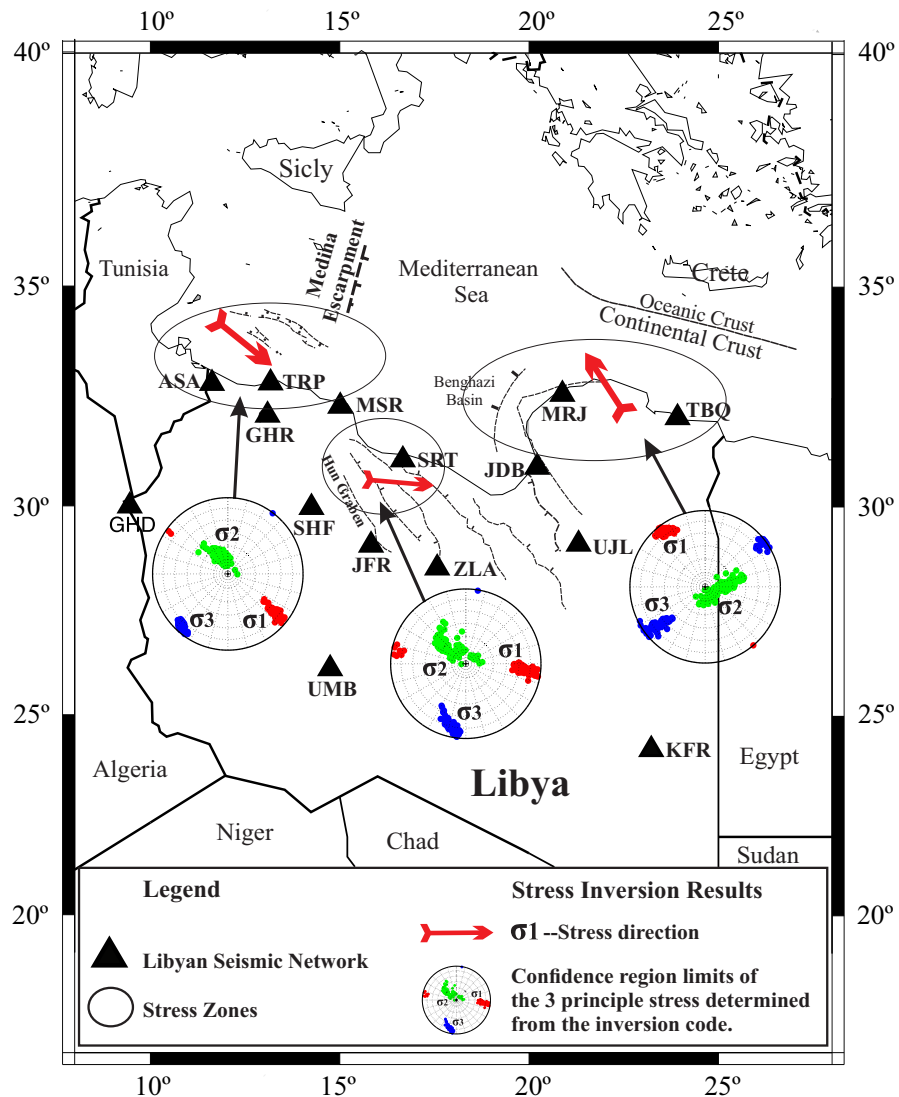 10º 15º 20º 25º
40º 40º
Sicly
Tunisia
Mediha
Escarpment
Mediterranean
Sea
Crete
35º 35º
Oceanic Crust
Continental Crust
Benghazi
Basin
ASA
TRP
MSR
GHR
MRJ
TBQ
SRT
JDB
Hun Graben
30º 30º
GHD
SHF
JFR
ZLA
UJL
σ2
σ1
σ3
σ1
σ2
σ3
σ1
σ3
σ2
UMB
KFR
25º 25º
Algeria
Libya
Egypt
Niger
Chad
Sudan
20º 20º
Legend
Libyan Seismic Network
Stress Zones
Stress Inversion Results
σ1 --Stress direction
σ2
σ1
σ3
Confidence region limits of
the 3 principle stress determined
from the inversion code.
10º 15º 20º 25º